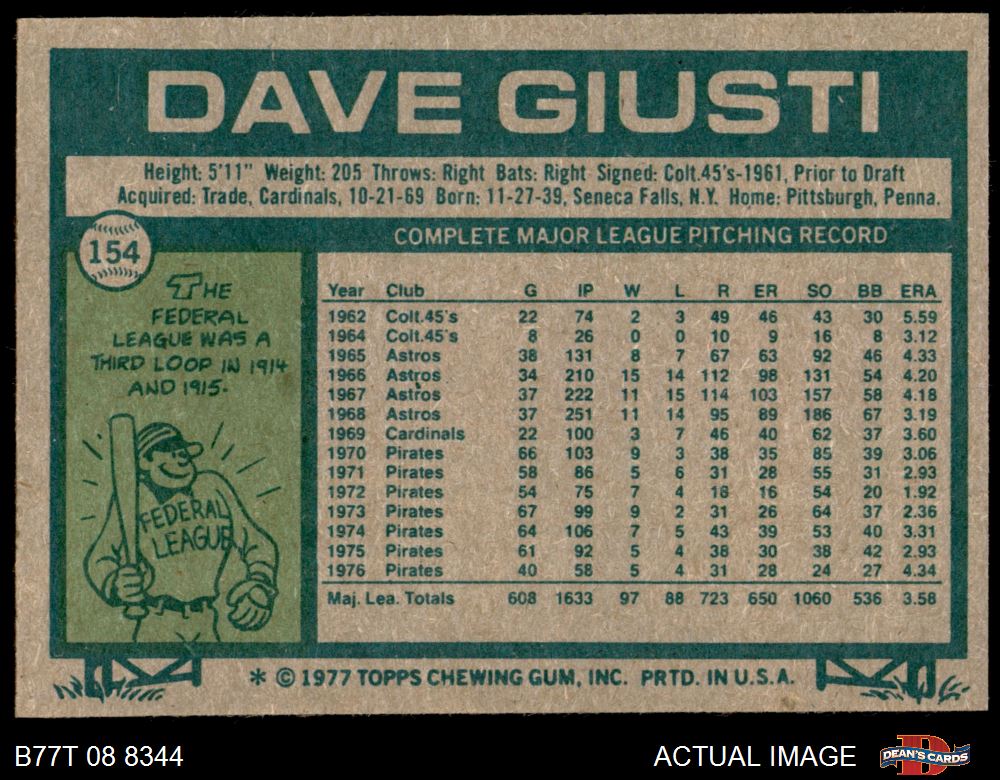 DAVE GIUSTI
Height: 5'11" Weight: 205 Throws: Right Bats: Right Signed: Colt.45's-1961, Prior to Draft
Acquired: Trade, Cardinals, 10-21-69 Born: 11-27-39, Seneca Falls, N.Y. Home: Pittsburgh, Penna.
154
COMPLETE MAJOR LEAGUE PITCHING RECORD
THE
FEDERAL
LEAGUE WAS A
THIRD LOOP IN 1914
AND 1915.
FEDERAL
LEAGUE
Year Club G IP W L R ER SO BB ERA
1962 Colt.45's 22 74 2 3 49 46 43 30 5.59
1964 Colt.45's 8 26 0 0 10 9 16 8 3.12
1965 Astros 38 131 8 7 67 63 92 46 4.33
1966 Astros 34 210 15 14 112 98 131 54 4.20
1967 Astros 37 222 11 15 114 103 157 58 4.18
1968 Astros 37 251 11 14 95 89 186 67 3.19
1969 Cardinals 22 100 3 7 46 40 62 37 3.60
1970 Pirates 66 103 9 3 38 35 85 39 3.06
1971 Pirates 58 86 5 6 31 28 55 31 2.93
1972 Pirates 54 75 7 4 18 16 54 20 1.92
1973 Pirates 67 99 9 2 31 26 64 37 2.36
1974 Pirates 64 106 7 5 43 39 53 40 3.31
1975 Pirates 61 92 5 4 38 30 38 42 2.93
1976 Pirates 40 58 5 4 31 28 24 27 4.34
Maj. Lea. Totals 608 1633 97 88 723 650 1060 536 3.58
* © 1977 TOPPS CHEWING GUM, INC. PRTD. IN U.S.A.
B77T 08 8344
ACTUAL IMAGE
DEAN'S CARDS